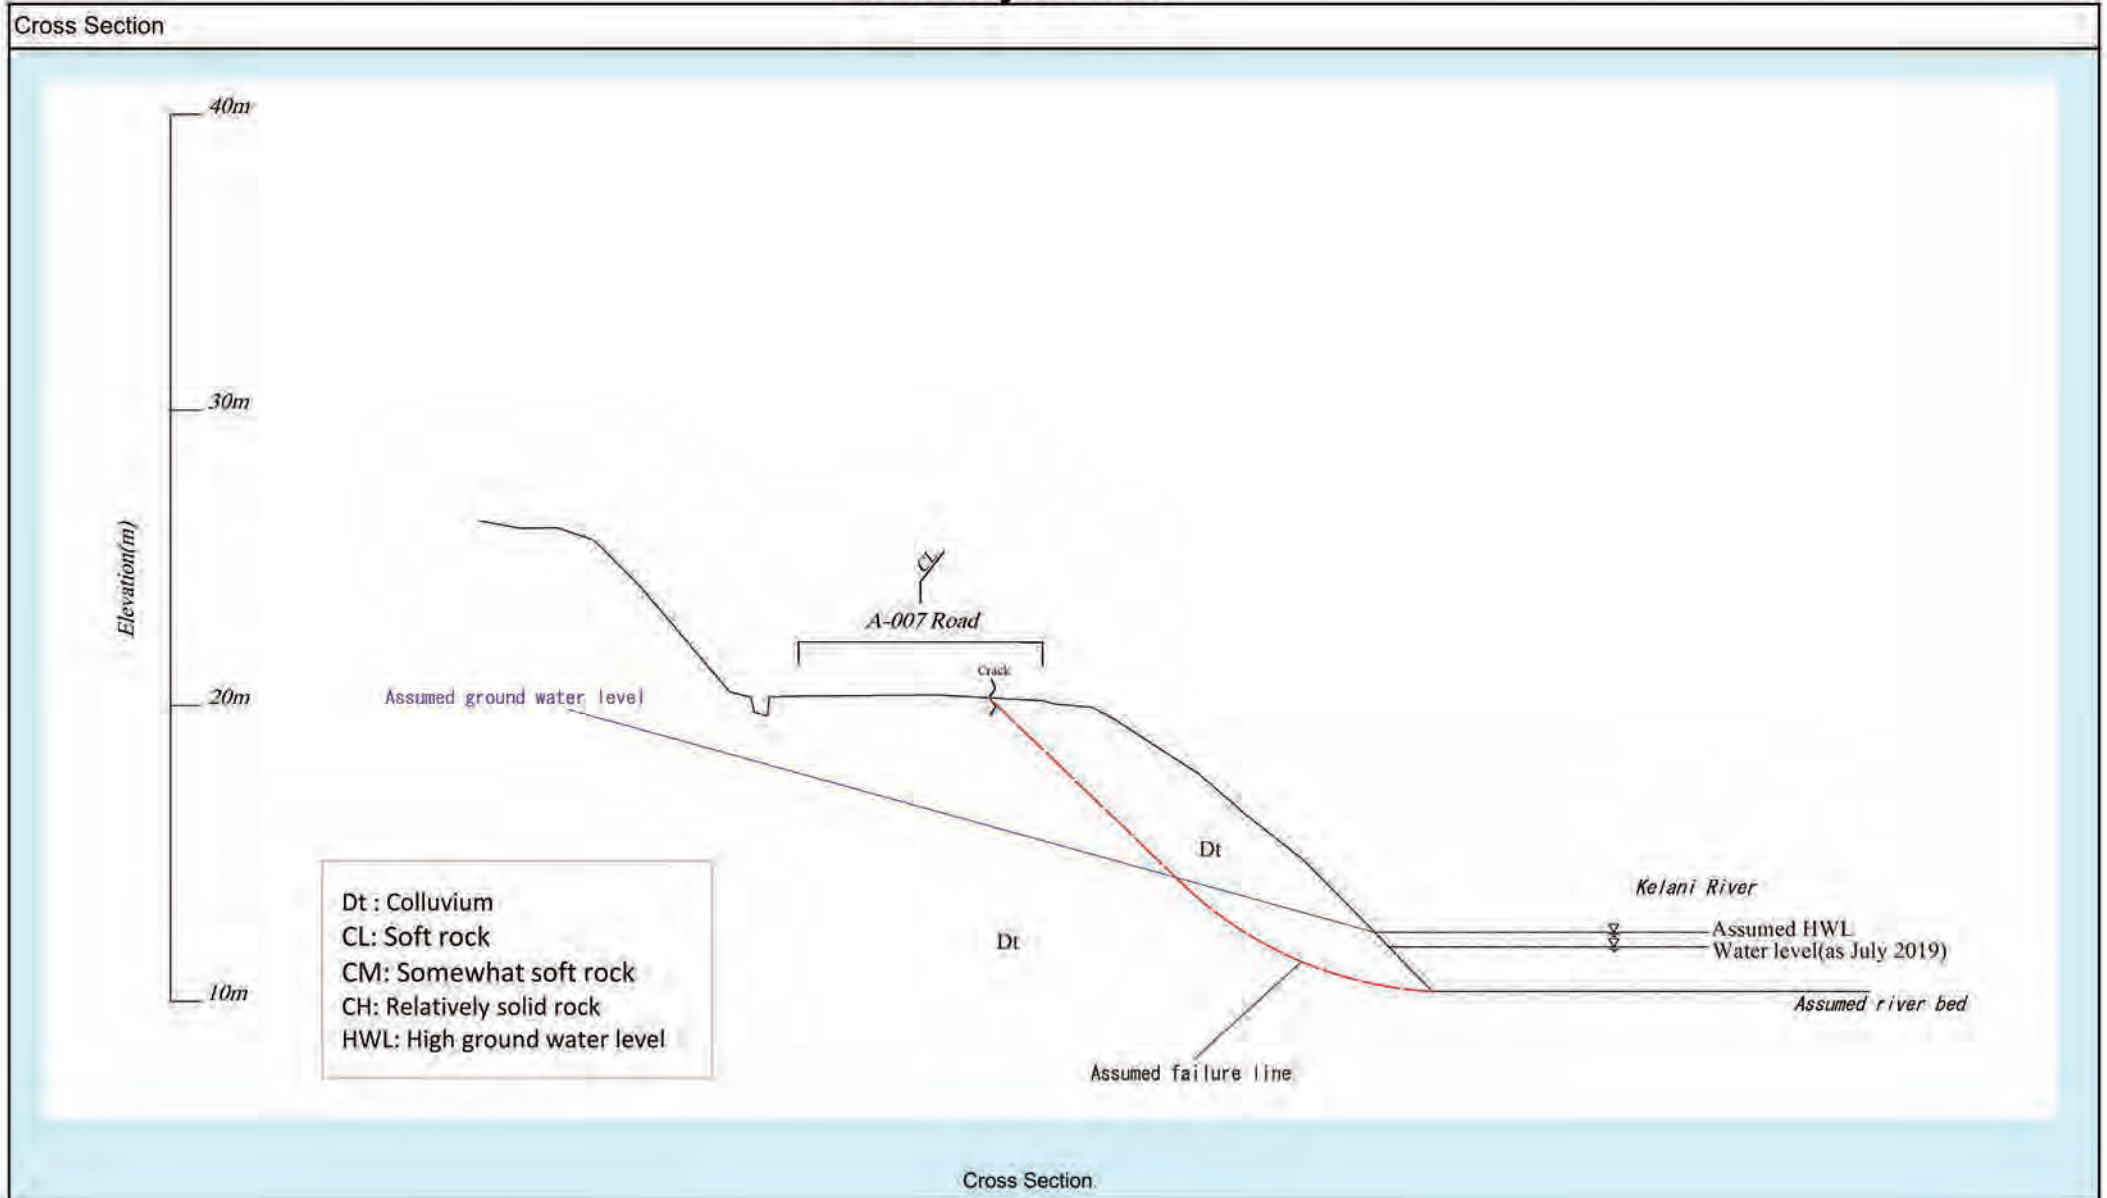 Cross Section
40m
30m
Elevation(m)
CL
A-007 Road
Crack
20m
Assumed ground water level
Dt
Kelani River
Assumed HWL
Water level(as July 2019)
Dt
Dt : Colluvium
CL: Soft rock
CM: Somewhat soft rock
CH: Relatively solid rock
HWL: High ground water level
10m
Assumed river bed
Assumed failure line
Cross Section